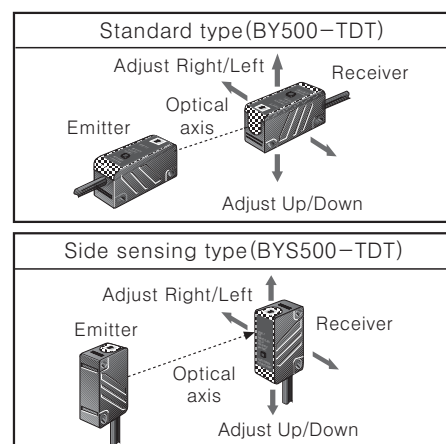 Standard type(BY500-TDT)
Adjust Right/Left
Receiver
Optical
axis
Emitter
Adjust Up/Down
Side sensing type(BYS500-TDT)
Adjust Right/Left
Emitter
Receiver
Optical
axis
Adjust Up/Down